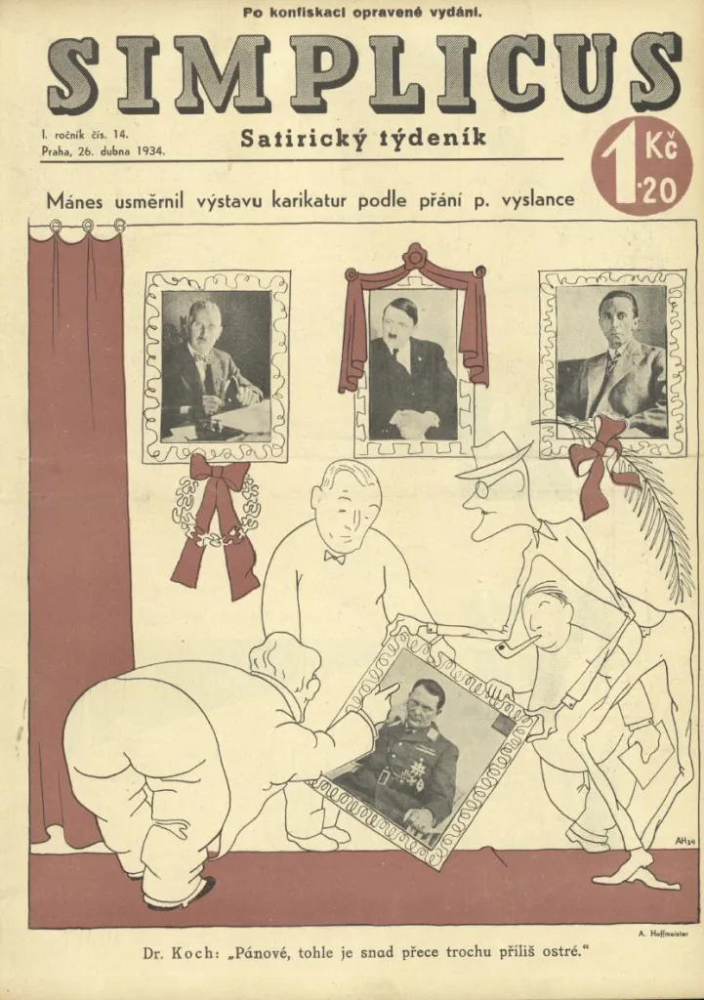 Po konfiskaci opravené vydání.
SIMPLICUS
I. ročník čís. 14.
Praha, 26. dubna 1934.
Satirický týdeník
1·20 Kč
Mánes usměrnil výstavu karikatur podle přání p. vyslance
AH34
A. Hoffmeister
Dr. Koch: „Pánové, tohle je snad přece trochu příliš ostré.“